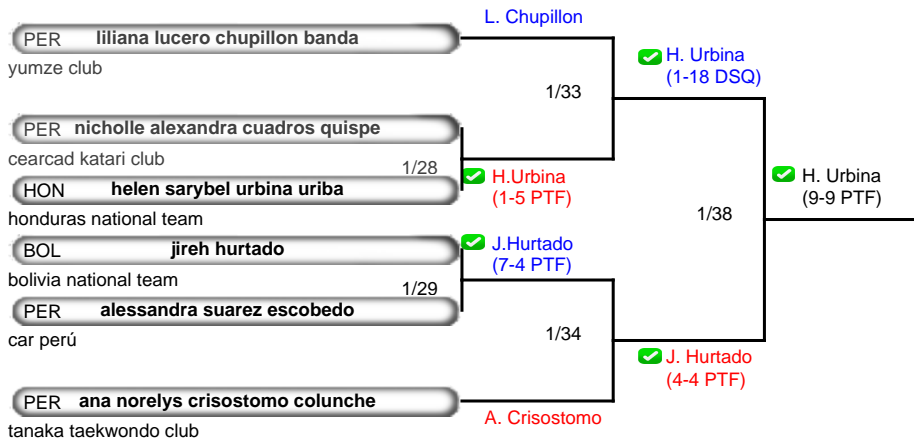 L. Chupillon
PER liliana lucero chupillon banda
yumze club
H. Urbina
(1-18 DSQ)
1/33
PER nicholle alexandra cuadros quispe
cearcad katari club
1/28
H.Urbina
(1-5 PTF)
HON helen sarybel urbina uriba
honduras national team
H. Urbina
(9-9 PTF)
1/38
BOL jireh hurtado
bolivia national team
J.Hurtado
(7-4 PTF)
1/29
PER alessandra suarez escobedo
car perú
1/34
J. Hurtado
(4-4 PTF)
PER ana norelys crisostomo colunche
tanaka taekwondo club
A. Crisostomo